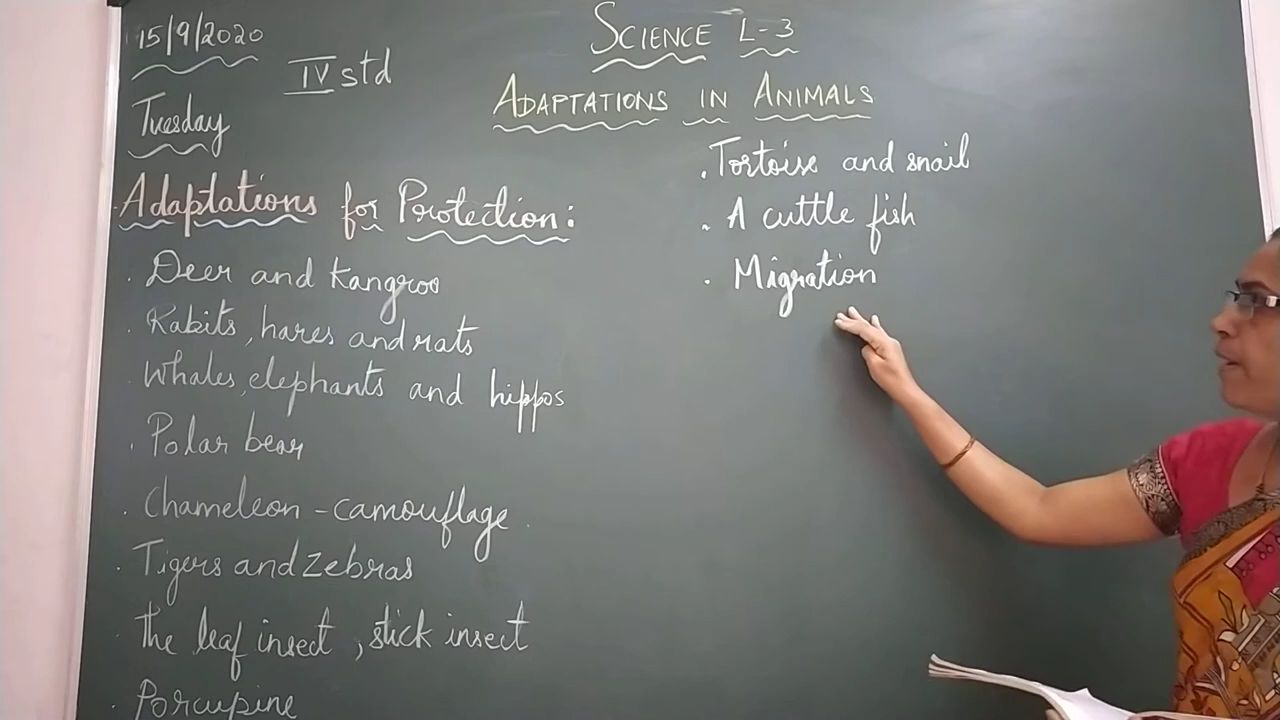 15/9/2020
IV std
Tuesday
SCIENCE L-3
ADAPTATIONS IN ANIMALS
Adaptations for Protection:
. Deer and Kangroo
. Rabits, hares and rats
. Whales, elephants and hippos
. Polar bear
. Chameleon - camouflage.
. Tigers and Zebras
. The leaf insect, stick insect
. Porcupine
. Tortoise and snail
. A cuttle fish
. Migration